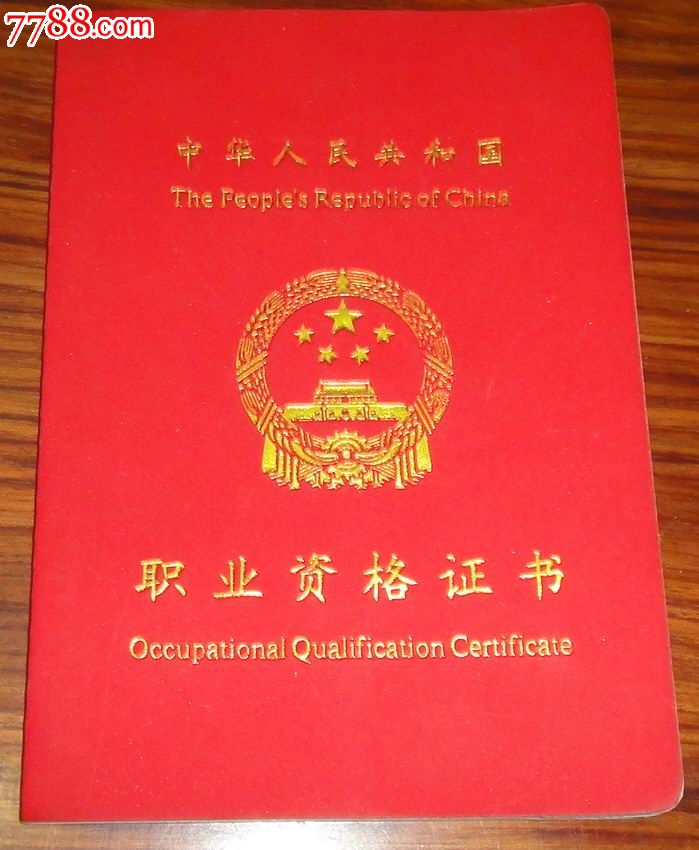 7788.com
中华人民共和国
The People's Republic of China
职业资格证书
Occupational Qualification Certificate